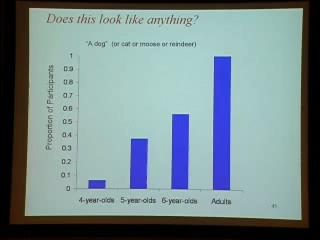 Does this look like anything?
"A dog" (or cat or moose or reindeer)
Proportion of Participants
1
0.9
0.8
0.7
0.6
0.5
0.4
0.3
0.2
0.1
0
4-year-olds 5-year-olds 6-year-olds Adults